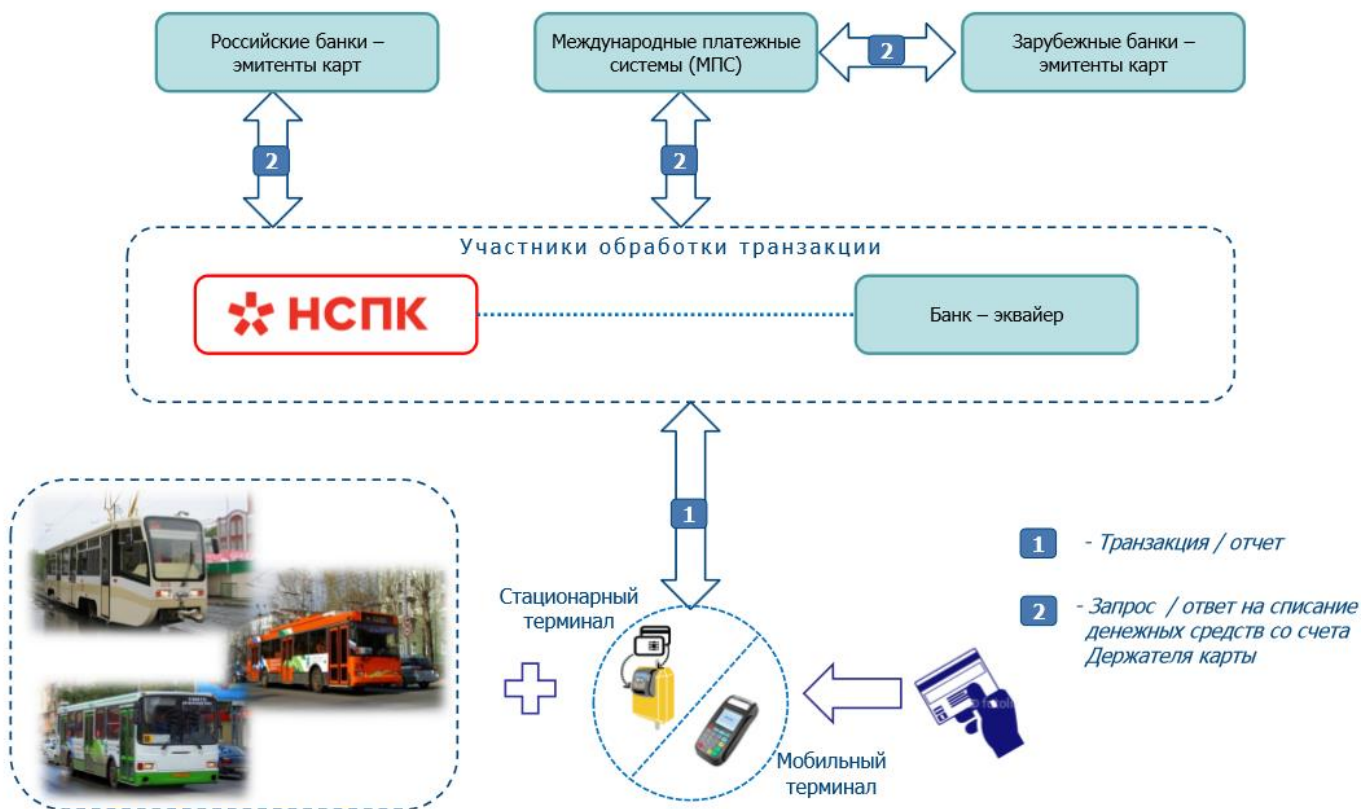 Российские банки –
эмитенты карт
Международные платежные
системы (МПС)
2
Зарубежные банки –
эмитенты карт
2
2
Участники обработки транзакции
НСПК
Банк – эквайер
1
1
- Транзакция / отчет
2
- Запрос / ответ на списание
денежных средств со счета
Держателя карты
Стационарный
терминал
Мобильный
терминал